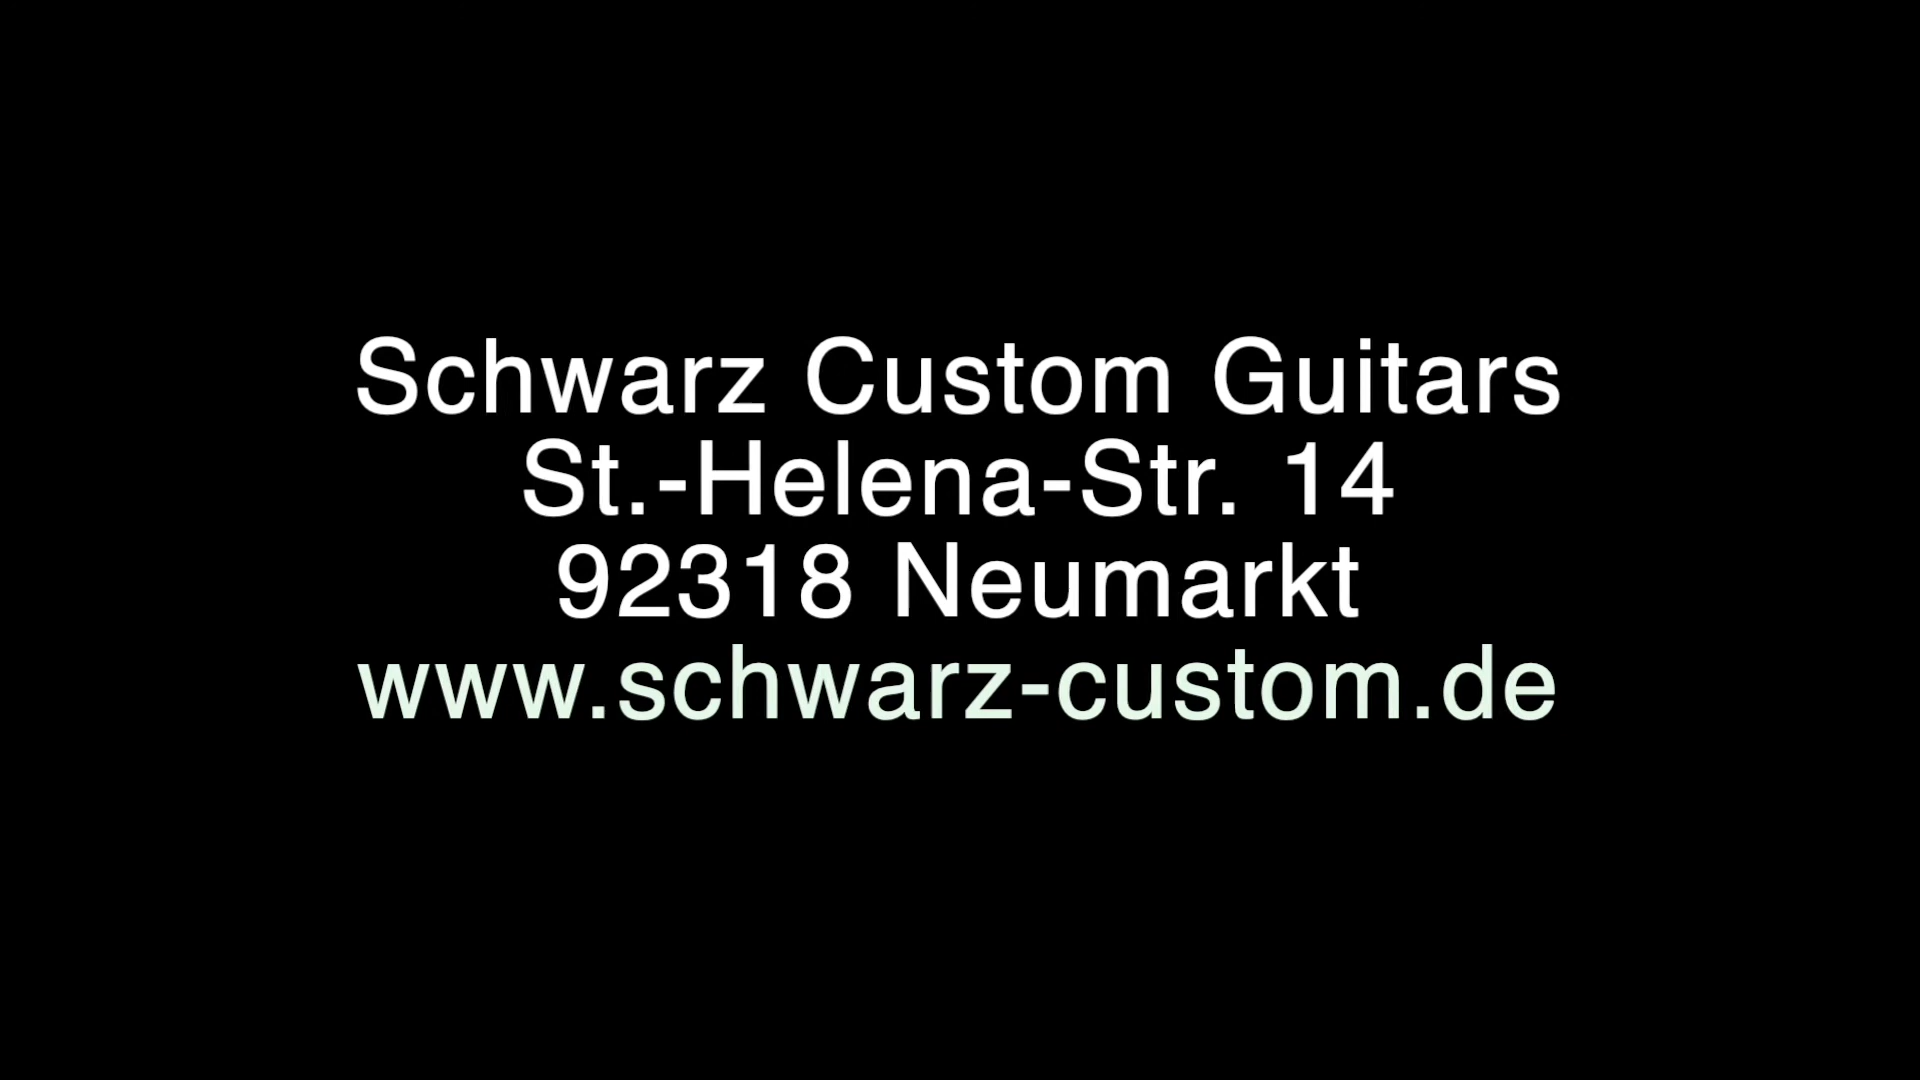 Schwarz Custom Guitars
St.-Helena-Str. 14
92318 Neumarkt
www.schwarz-custom.de